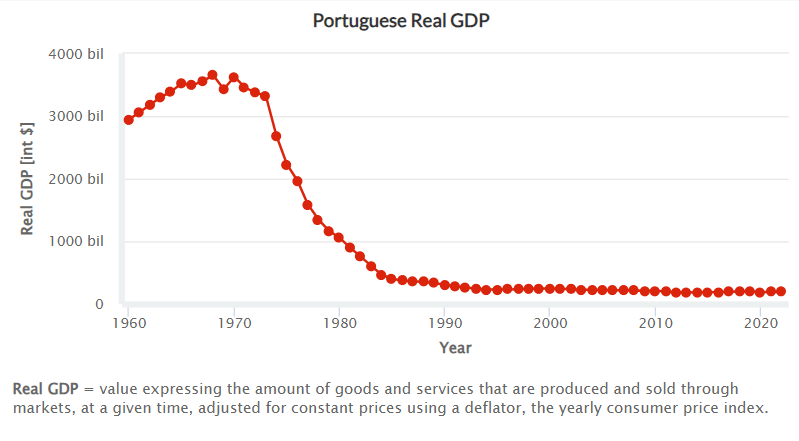 Portuguese Real GDP
4000 bil
3000 bil
2000 bil
1000 bil
0
Real GDP [int $]
1960 1970 1980 1990 2000 2010 2020
Year
Real GDP = value expressing the amount of goods and services that are produced and sold through
markets, at a given time, adjusted for constant prices using a deflator, the yearly consumer price index.